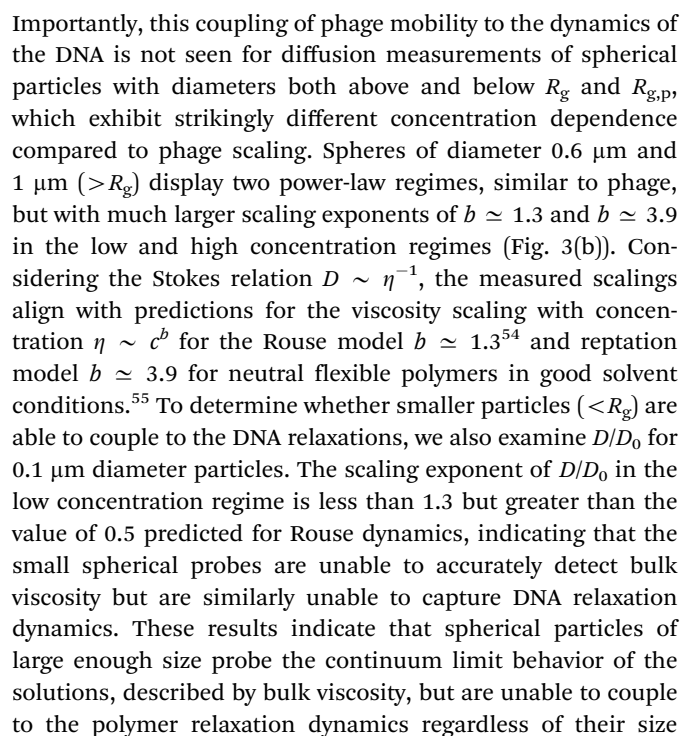 Importantly, this coupling of phage mobility to the dynamics of
the DNA is not seen for diffusion measurements of spherical
particles with diameters both above and below Rg and Rg,p,
which exhibit strikingly different concentration dependence
compared to phage scaling. Spheres of diameter 0.6 μm and
1 μm (>Rg) display two power-law regimes, similar to phage,
but with much larger scaling exponents of b ≃ 1.3 and b ≃ 3.9
in the low and high concentration regimes (Fig. 3(b)). Con-
sidering the Stokes relation D ~ η⁻¹, the measured scalings
align with predictions for the viscosity scaling with concen-
tration η ~ cᵇ for the Rouse model b ≃ 1.3⁵⁴ and reptation
model b ≃ 3.9 for neutral flexible polymers in good solvent
conditions.⁵⁵ To determine whether smaller particles (<Rg) are
able to couple to the DNA relaxations, we also examine D/D₀ for
0.1 μm diameter particles. The scaling exponent of D/D₀ in the
low concentration regime is less than 1.3 but greater than the
value of 0.5 predicted for Rouse dynamics, indicating that the
small spherical probes are unable to accurately detect bulk
viscosity but are similarly unable to capture DNA relaxation
dynamics. These results indicate that spherical particles of
large enough size probe the continuum limit behavior of the
solutions, described by bulk viscosity, but are unable to couple
to the polymer relaxation dynamics regardless of their size